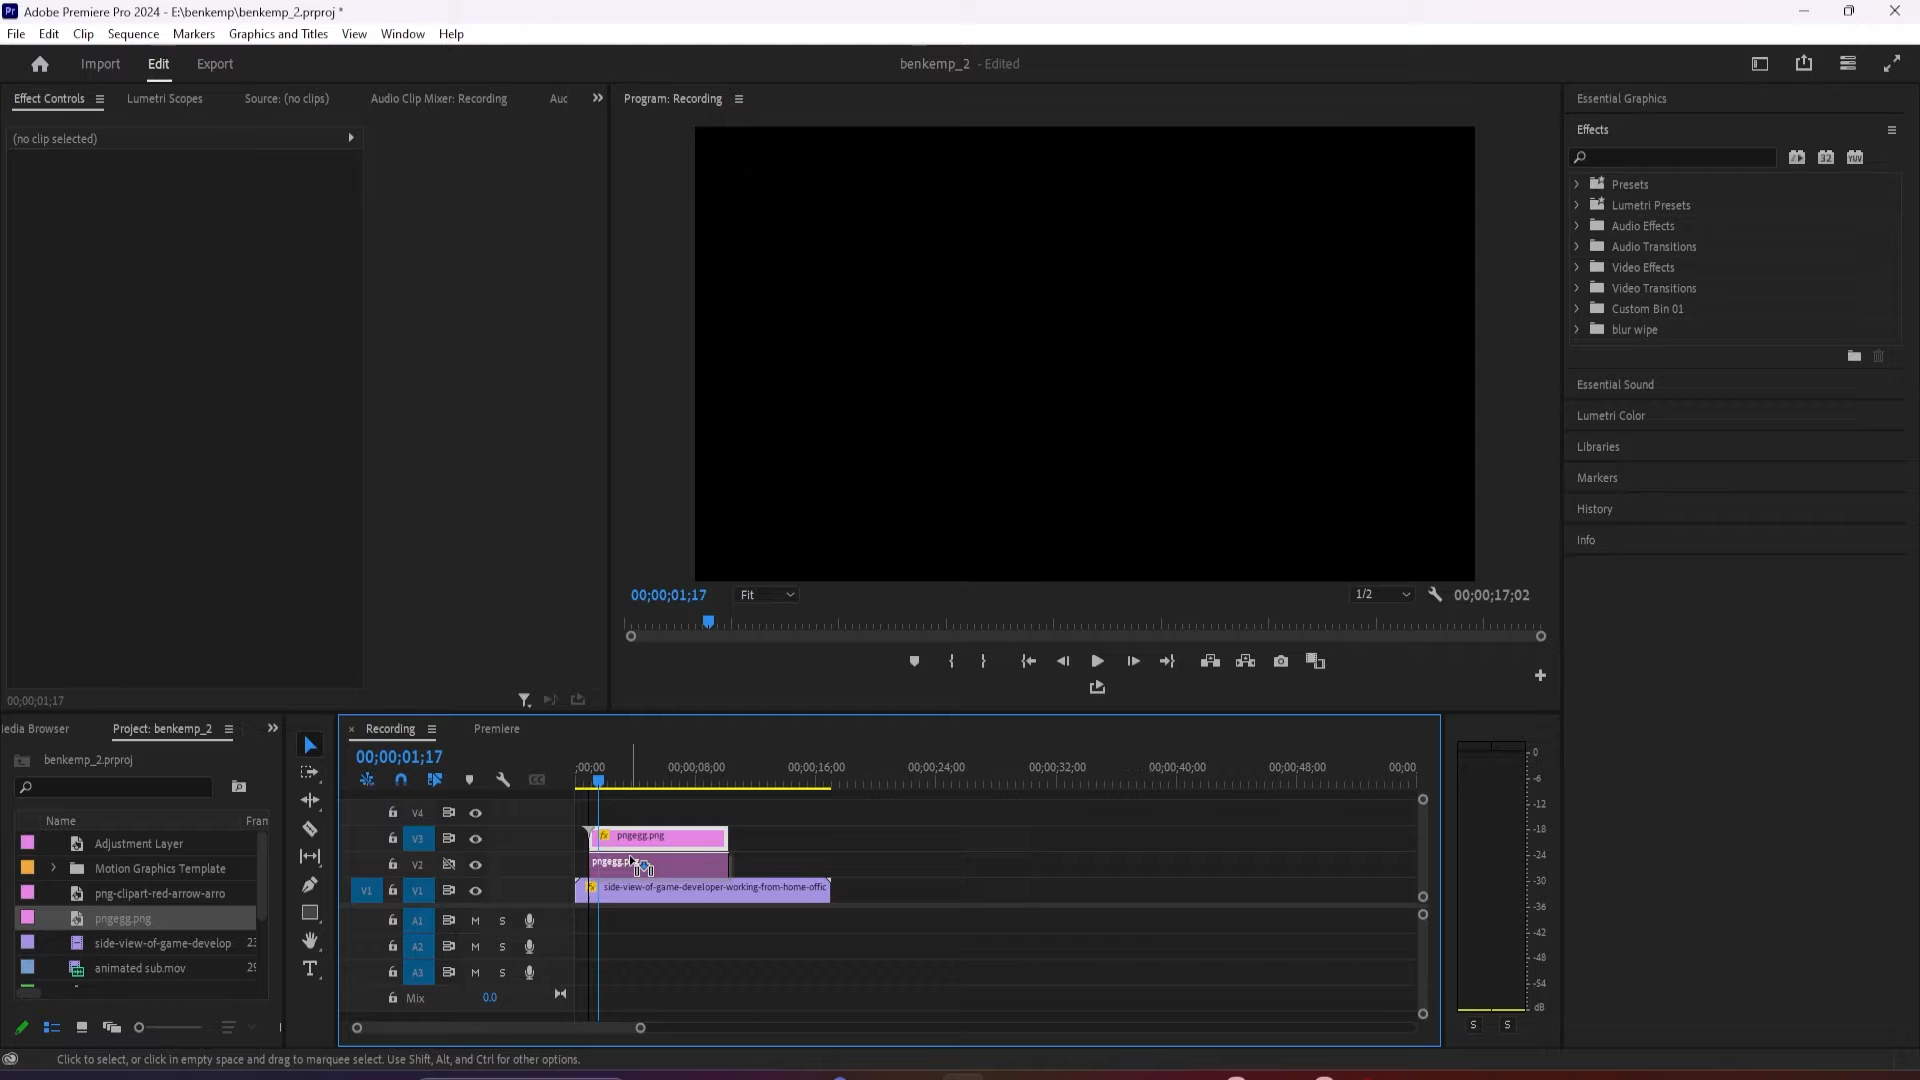 Adobe Premiere Pro 2024 - E:\benkemp\benkemp_2.prproj *
File Edit Clip Sequence Markers Graphics and Titles View Window Help
Import Edit Export benkemp_2 - Edited
Effect Controls Lumetri Scopes Source: (no clips) Audio Clip Mixer: Recording Auc
Program: Recording
Essential Graphics
(no clip selected)
Effects
32
YUV
Presets
Lumetri Presets
Audio Effects
Audio Transitions
Video Effects
Video Transitions
Custom Bin 01
blur wipe
Essential Sound
Lumetri Color
Libraries
Markers
History
Info
00;00;01;17 Fit 1/2 00;00;17;02
00;00;01;17
edia Browser Project: benkemp_2
benkemp_2.prproj
Name Fran
Adjustment Layer
Motion Graphics Template
png-clipart-red-arrow-arro
pngegg.png
side-view-of-game-develop 23
animated sub.mov 29
Recording Premiere
00;00;01;17
;00;00 00;00;08;00 00;00;16;00 00;00;24;00 00;00;32;00 00;00;40;00 00;00;48;00 00;00
V4
V3 fx pngegg.png
V2
V1 V1 fx side-view-of-game-developer-working-from-home-offic
A1 M S
A2 M S
A3 M S
Mix 0.0
0
-6
-12
-18
-24
-30
-36
-42
-48
-54
dB
S S
Click to select, or click in empty space and drag to marquee select. Use Shift, Alt, and Ctrl for other options.